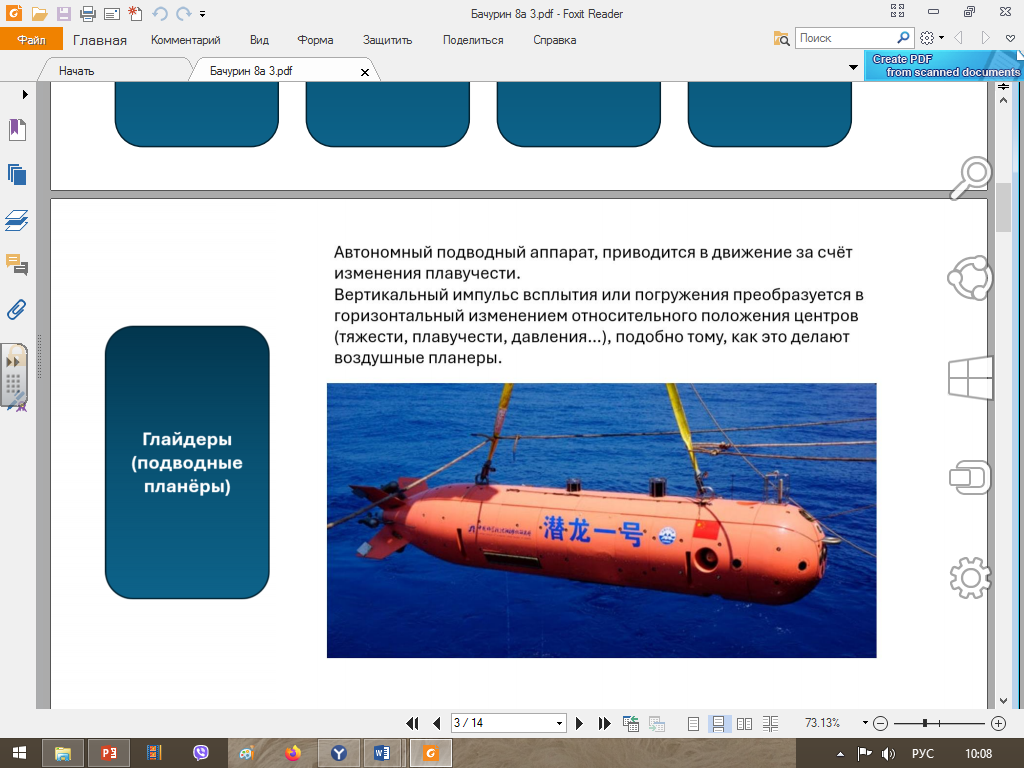 Бачурин 8а 3.pdf - Foxit Reader
Файл
Главная
Комментарий
Вид
Форма
Защитить
Поделиться
Справка
Поиск
Начать
Бачурин 8а 3.pdf
Create PDF
from scanned documents
Автономный подводный аппарат, приводится в движение за счёт
изменения плавучести.
Вертикальный импульс всплытия или погружения преобразуется в
горизонтальный изменением относительного положения центров
(тяжести, плавучести, давления...), подобно тому, как это делают
воздушные планеры.
Глайдеры
(подводные
планёры)
潜龙一号
3 / 14
73.13%
РУС
10:08